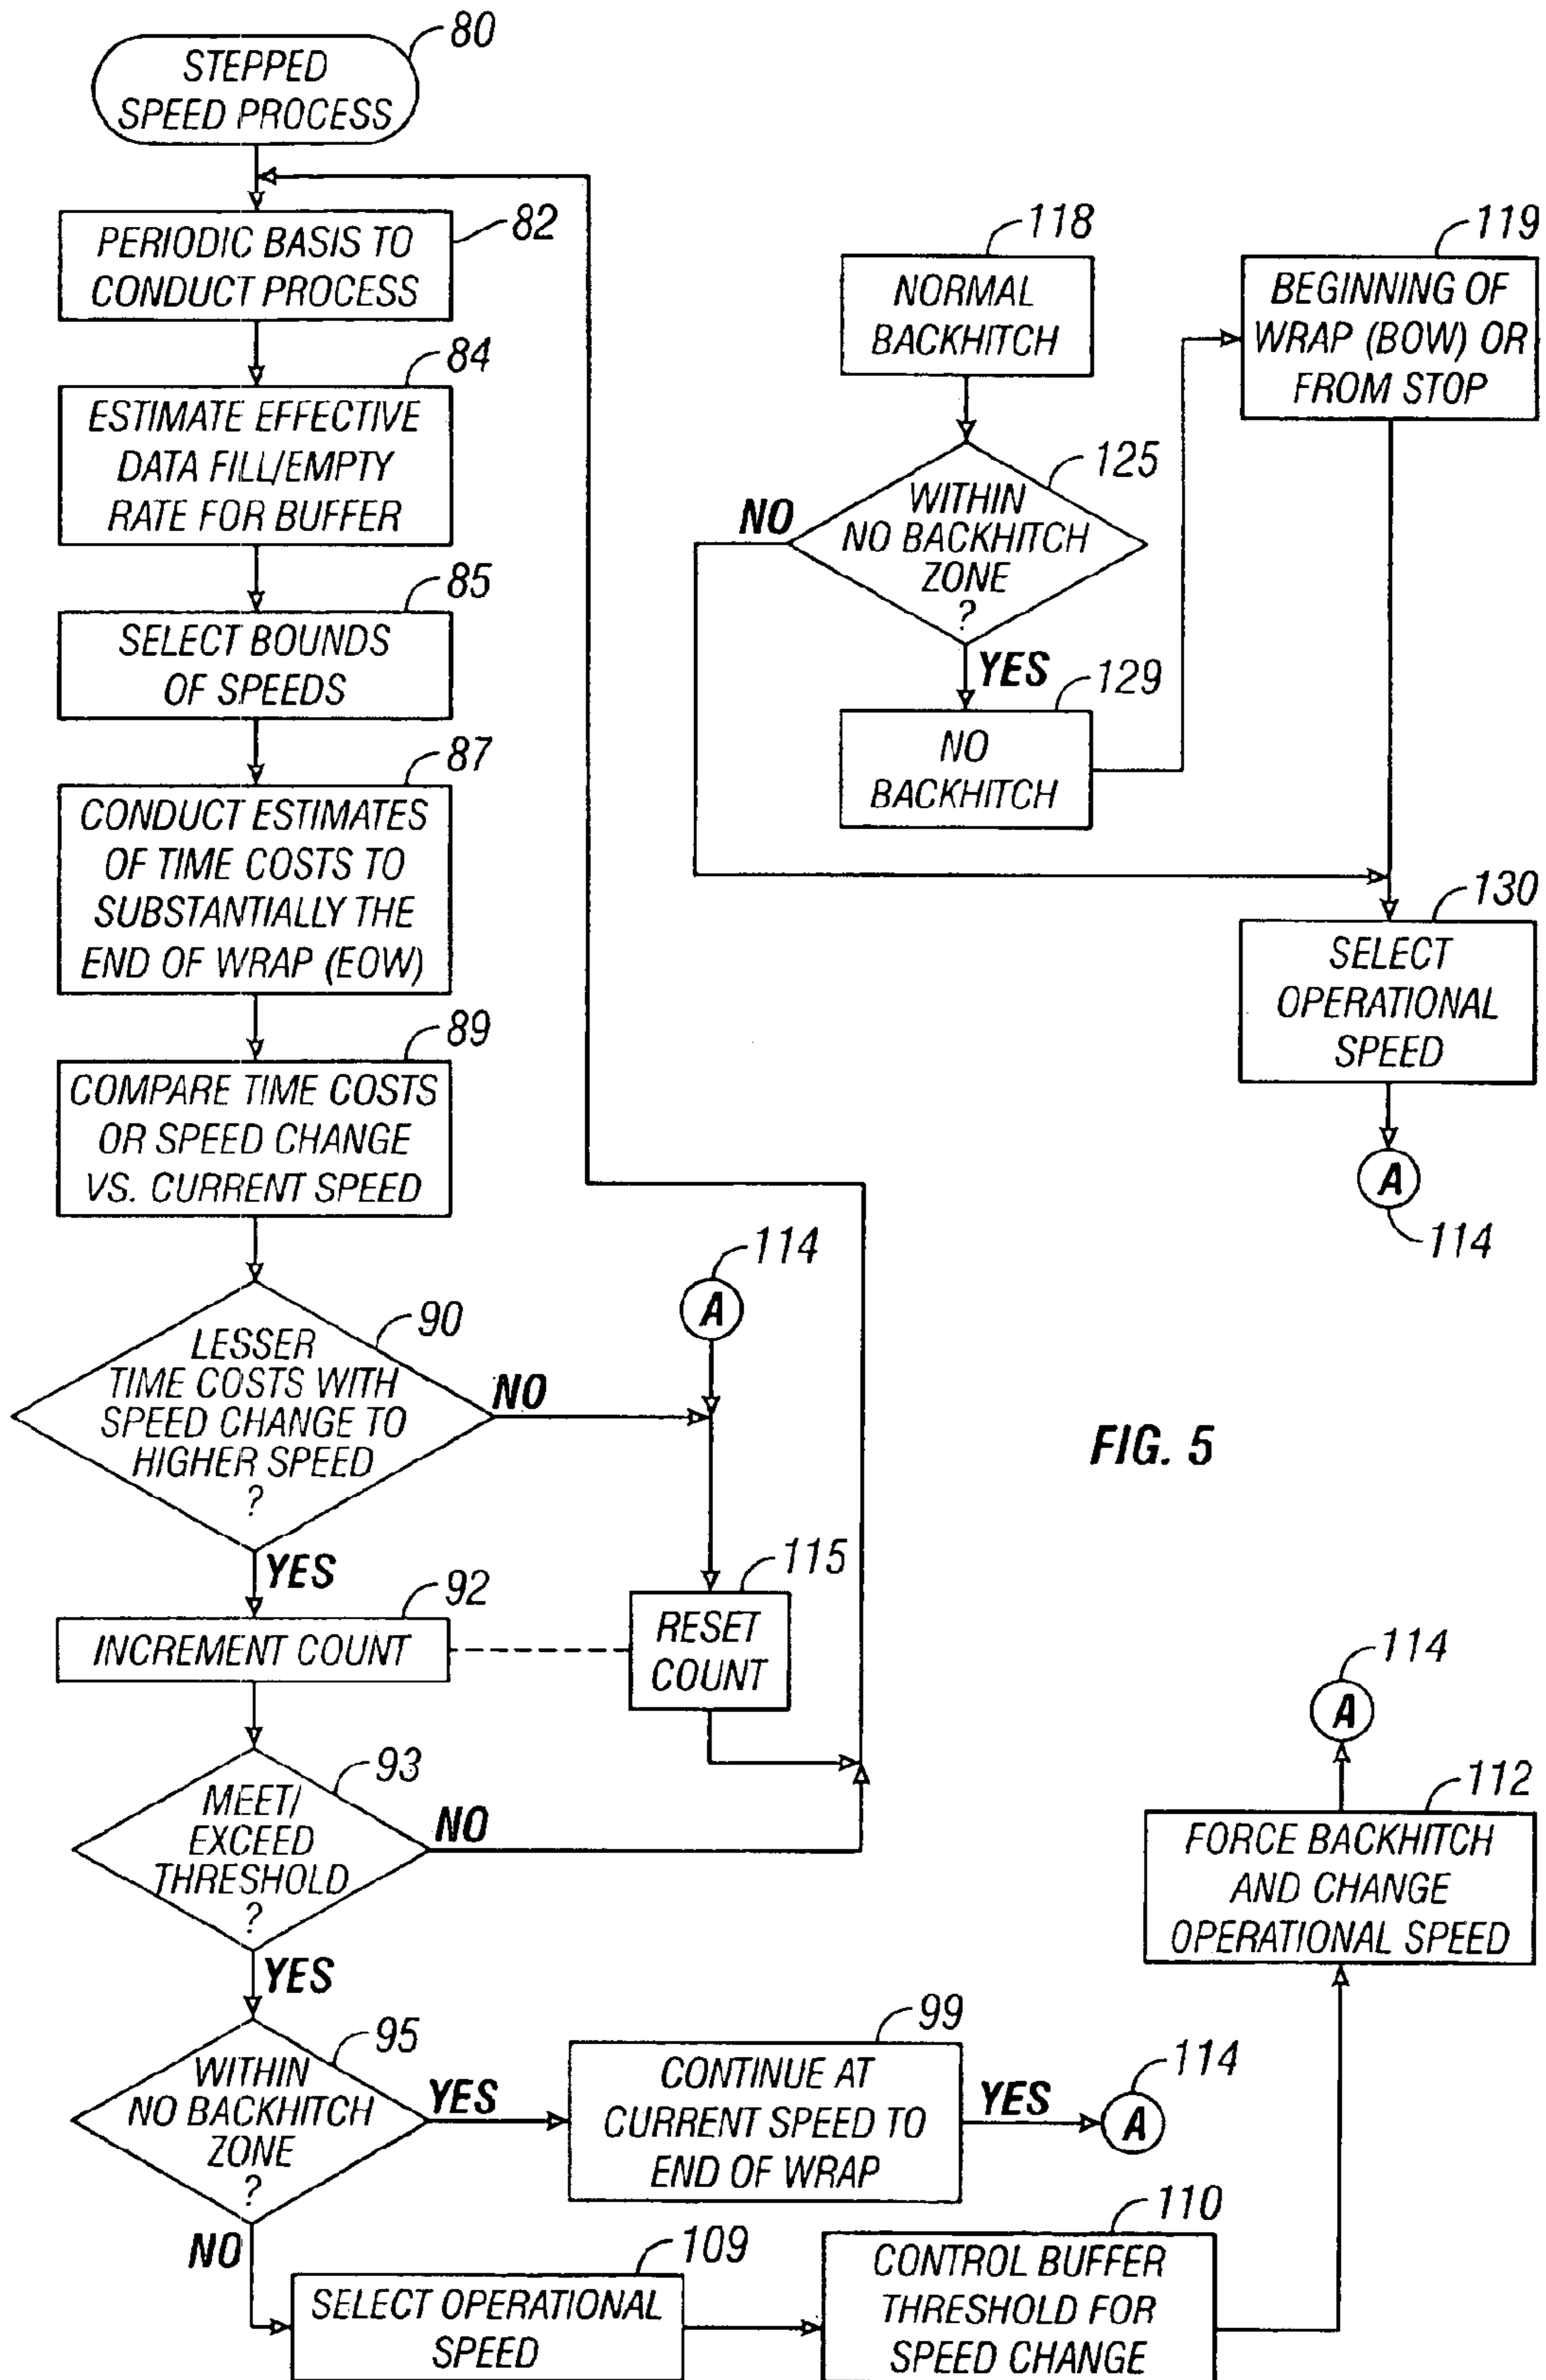 80
STEPPED
SPEED PROCESS
82
PERIODIC BASIS TO
CONDUCT PROCESS
84
ESTIMATE EFFECTIVE
DATA FILL/EMPTY
RATE FOR BUFFER
85
SELECT BOUNDS
OF SPEEDS
87
CONDUCT ESTIMATES
OF TIME COSTS TO
SUBSTANTIALLY THE
END OF WRAP (EOW)
89
COMPARE TIME COSTS
OR SPEED CHANGE
VS. CURRENT SPEED
90
LESSER
TIME COSTS WITH
SPEED CHANGE TO
HIGHER SPEED
?
NO
YES
114
A
92
INCREMENT COUNT
115
RESET
COUNT
93
MEET/
EXCEED
THRESHOLD
?
NO
YES
95
WITHIN
NO BACKHITCH
ZONE
?
YES
NO
99
CONTINUE AT
CURRENT SPEED TO
END OF WRAP
YES
114
A
109
SELECT OPERATIONAL
SPEED
110
CONTROL BUFFER
THRESHOLD FOR
SPEED CHANGE
112
FORCE BACKHITCH
AND CHANGE
OPERATIONAL SPEED
114
A
118
NORMAL
BACKHITCH
125
WITHIN
NO BACKHITCH
ZONE
?
NO
YES
129
NO
BACKHITCH
119
BEGINNING OF
WRAP (BOW) OR
FROM STOP
130
SELECT
OPERATIONAL
SPEED
A
114
FIG. 5